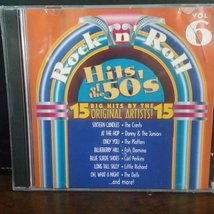 VOL
6
Rock 'n' Roll
Hits!
of the
50s
15 BIG HITS BY THE 15
ORIGINAL ARTISTS!
SIXTEEN CANDLES • The Crests
AT THE HOP • Danny & The Juniors
ONLY YOU • The Platters
BLUEBERRY HILL • Fats Domino
BLUE SUEDE SHOES • Carl Perkins
LONG TALL SALLY • Little Richard
OH, WHAT A NIGHT • The Dells
...and more!